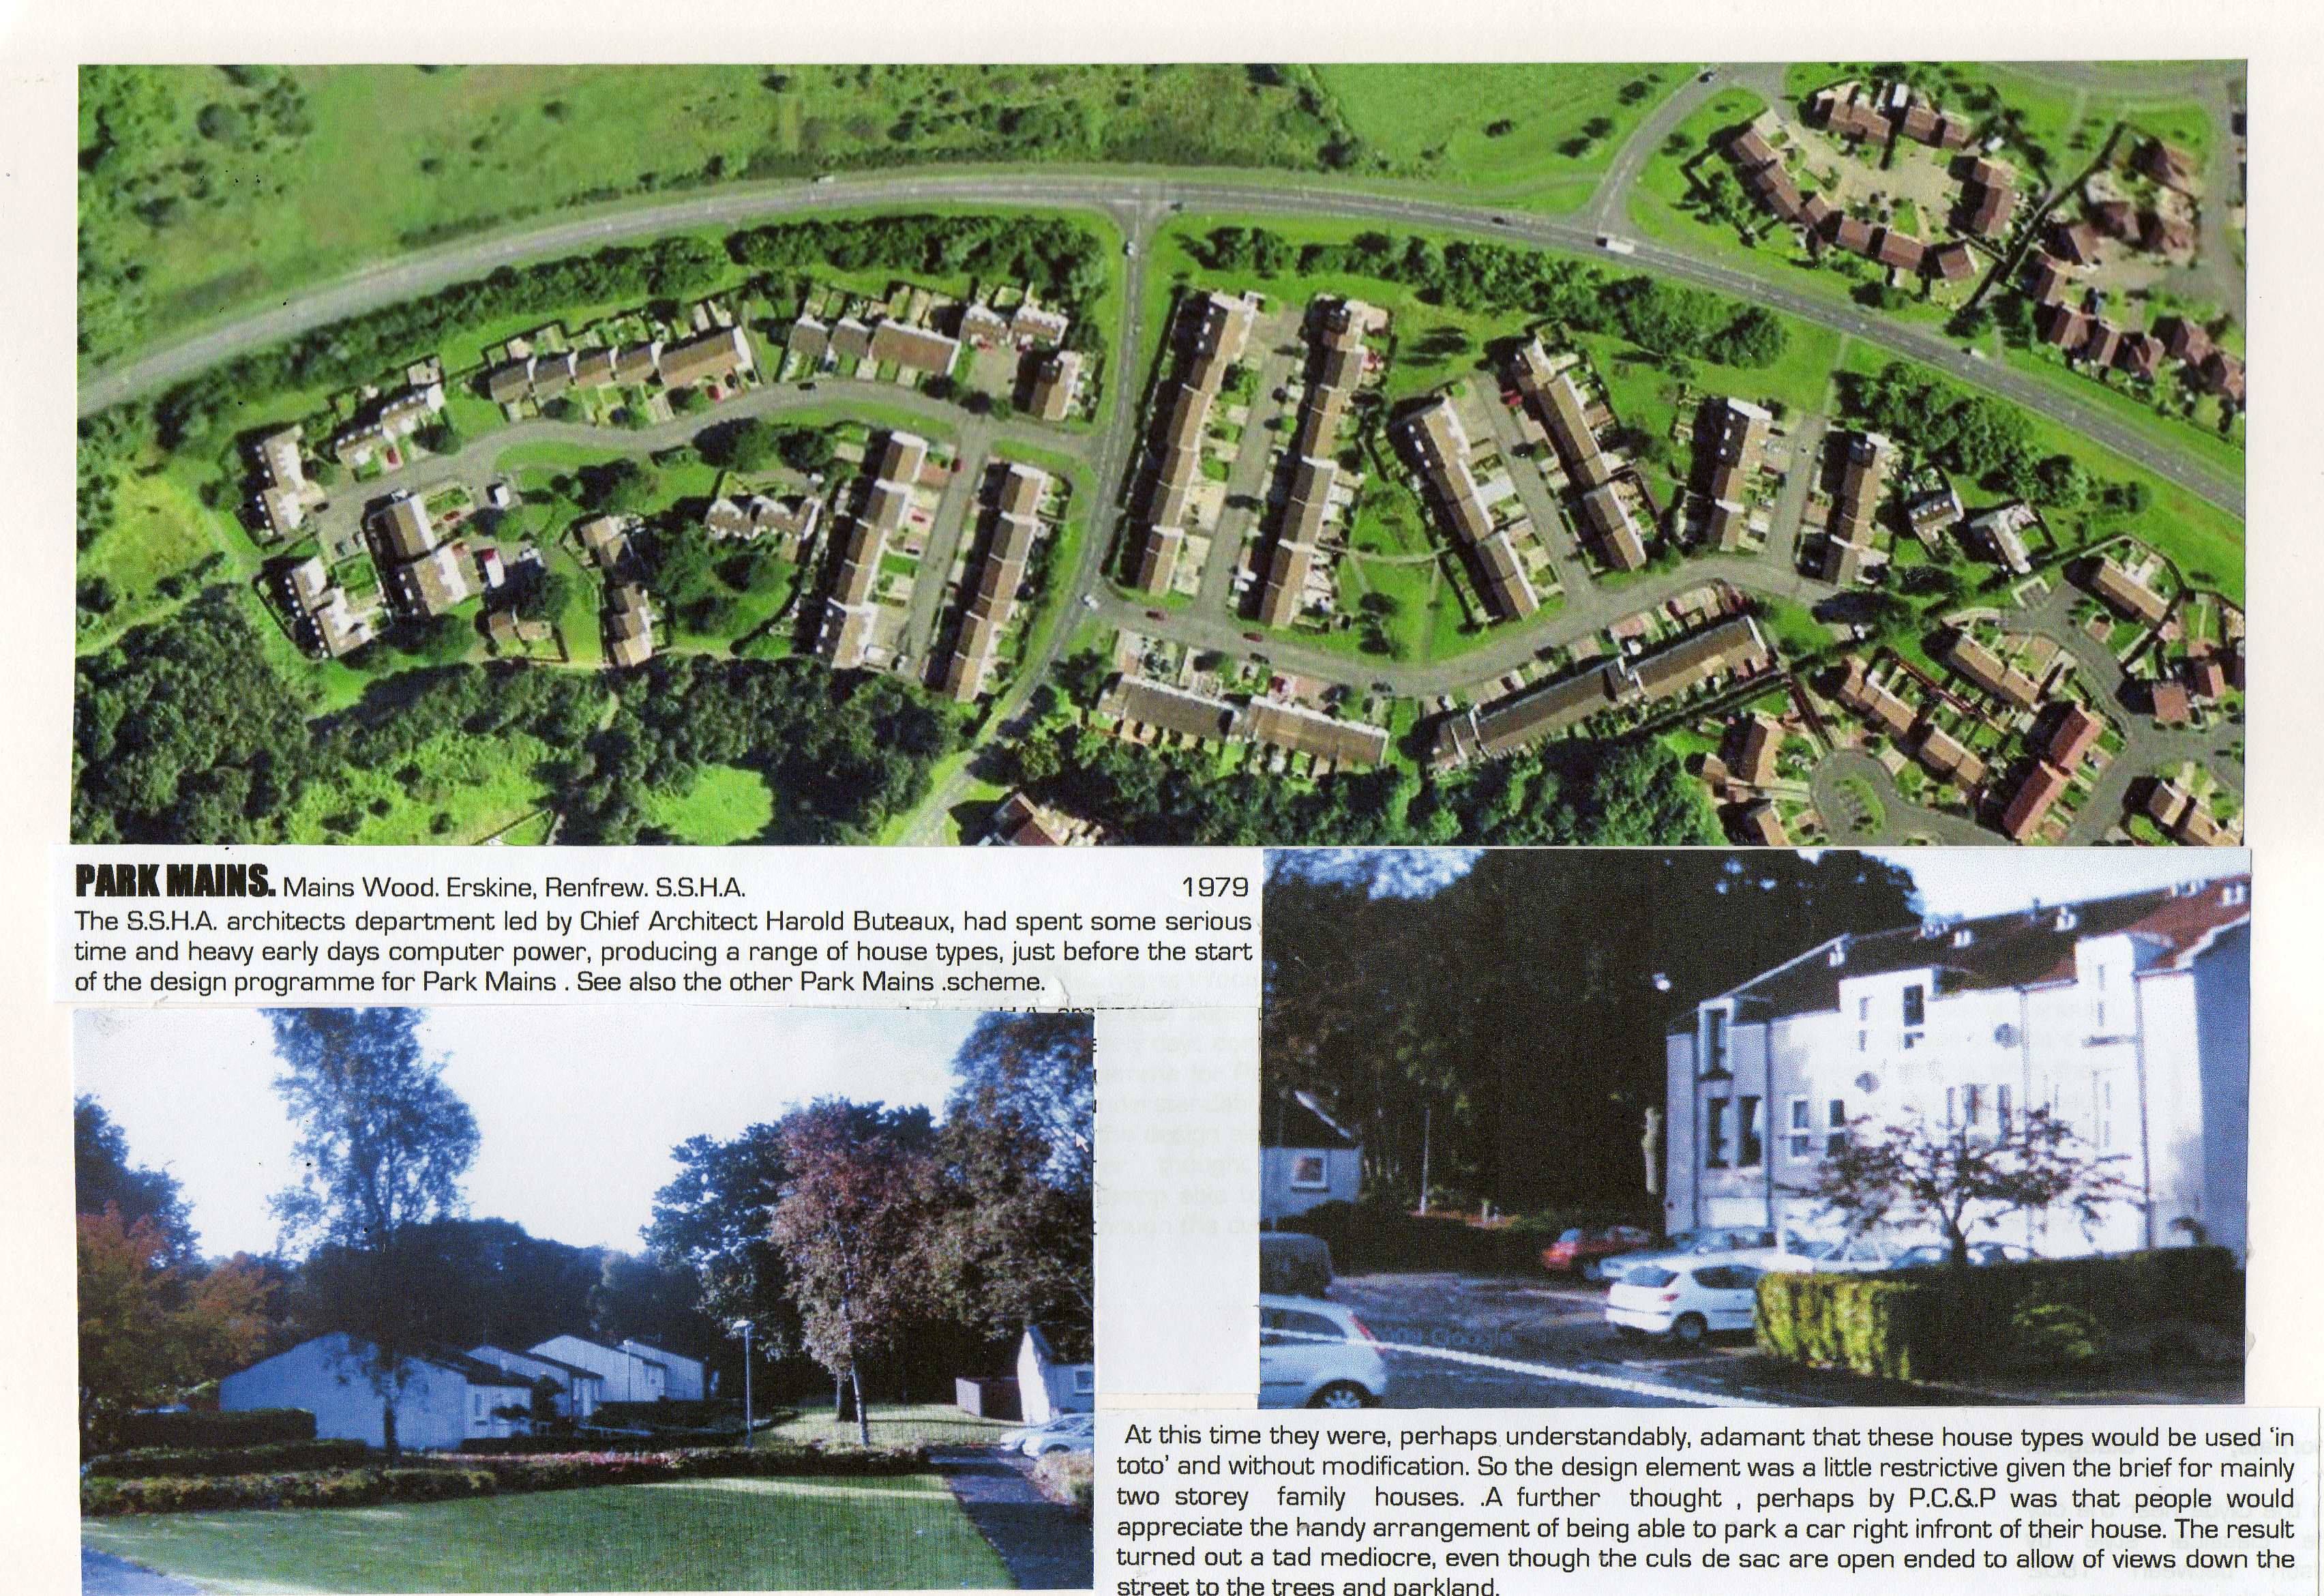 PARK MAINS. Mains Wood. Erskine, Renfrew. S.S.H.A. 1979
The S.S.H.A. architects department led by Chief Architect Harold Buteaux, had spent some serious
time and heavy early days computer power, producing a range of house types, just before the start
of the design programme for Park Mains . See also the other Park Mains .scheme.
At this time they were, perhaps understandably, adamant that these house types would be used 'in
toto' and without modification. So the design element was a little restrictive given the brief for mainly
two storey family houses. .A further thought , perhaps by P.C.&.P was that people would
appreciate the handy arrangement of being able to park a car right infront of their house. The result
turned out a tad mediocre, even though the culs de sac are open ended to allow of views down the
street to the trees and parkland.